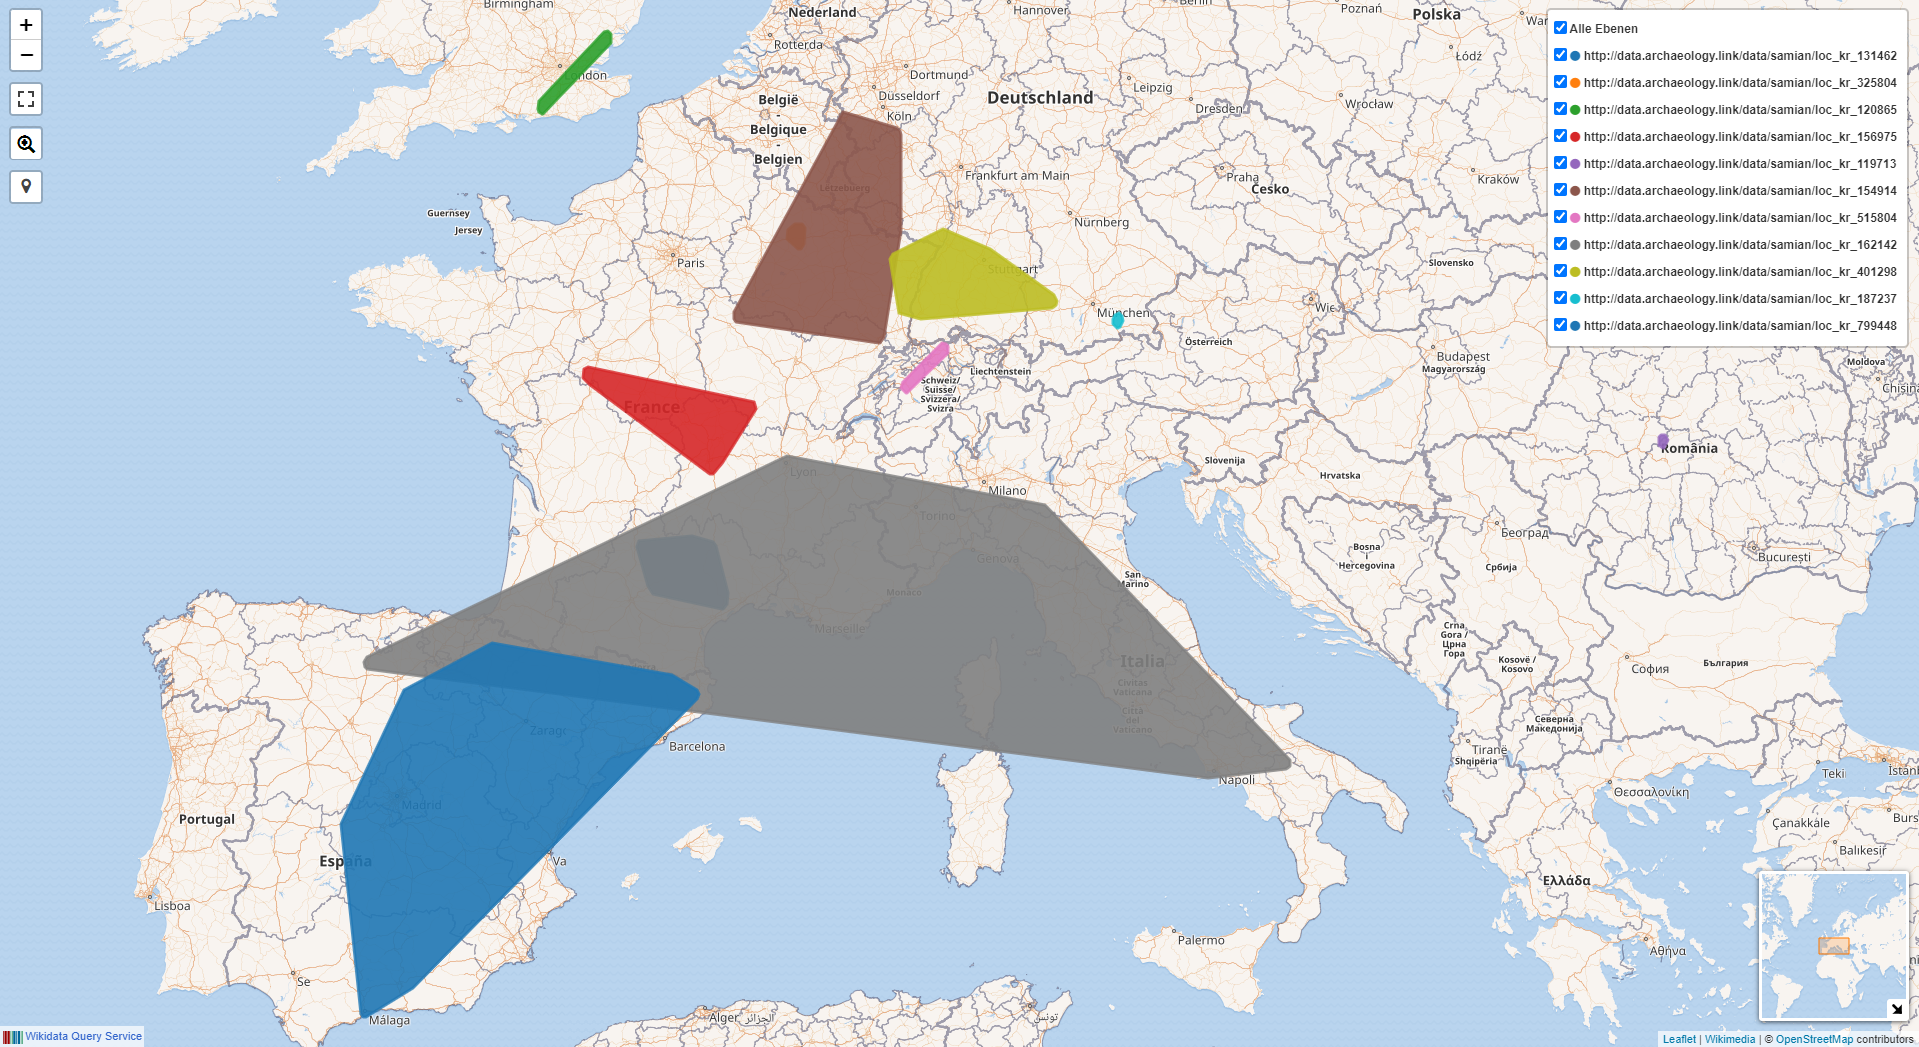 +
−
Alle Ebenen
http://data.archaeology.link/data/samian/loc_kr_131462
http://data.archaeology.link/data/samian/loc_kr_325804
http://data.archaeology.link/data/samian/loc_kr_120865
http://data.archaeology.link/data/samian/loc_kr_156975
http://data.archaeology.link/data/samian/loc_kr_119713
http://data.archaeology.link/data/samian/loc_kr_154914
http://data.archaeology.link/data/samian/loc_kr_515804
http://data.archaeology.link/data/samian/loc_kr_162142
http://data.archaeology.link/data/samian/loc_kr_401298
http://data.archaeology.link/data/samian/loc_kr_187237
http://data.archaeology.link/data/samian/loc_kr_799448
Birmingham
Nederland
Hannover
Poznań
Polska
Rotterda
London
Dortmund
Łódź
België
-
Belgique
-
Belgien
Düsseldorf
Köln
Deutschland
Leipzig
Dresden
Wrocław
Frankfurt am Main
Praha
Česko
Kraków
Lëtzebuerg
Guernsey
Jersey
Nürnberg
Paris
Stuttgart
Slovensko
München
Wie
Österreich
Budapest
Magyarország
Moldova
Chișin
Liechtenstein
Schweiz/
Suisse/
Svizzera/
Svizra
France
România
Slovenija
Hrvatska
Lyon
Milano
Torino
Београд
București
Genova
Bosna
i
Hercegovina
Србија
San
Marino
Monaco
Marseille
Crna
Gora /
Црна
Гора
Kosovë /
Kosovo
София
България
Italia
Civitas
Vaticana
Città
del
Vaticano
Северна
Македонија
Zarago
Barcelona
Tiranë
Shqipëria
Teki
İstanb
Napoli
Θεσσαλονίκη
Madrid
Portugal
Çanakkale
Burs
España
Va
Balıkesir
Ελλάδα
Lisboa
Palermo
Αθήνα
Se
Málaga
Alger الجزائر
تونس
Wikidata Query Service
Leaflet | Wikimedia | © OpenStreetMap contributors